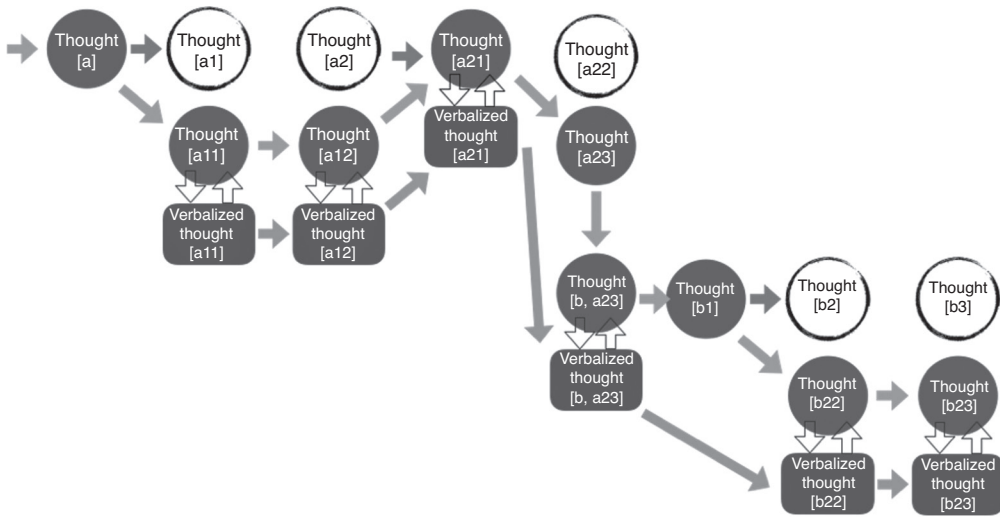 Thought
[a]
Thought
[a1]
Thought
[a2]
Thought
[a21]
Thought
[a22]
Thought
[a11]
Thought
[a12]
Verbalized
thought
[a21]
Thought
[a23]
Verbalized
thought
[a11]
Verbalized
thought
[a12]
Thought
[b, a23]
Thought
[b1]
Thought
[b2]
Thought
[b3]
Verbalized
thought
[b, a23]
Thought
[b22]
Thought
[b23]
Verbalized
thought
[b22]
Verbalized
thought
[b23]